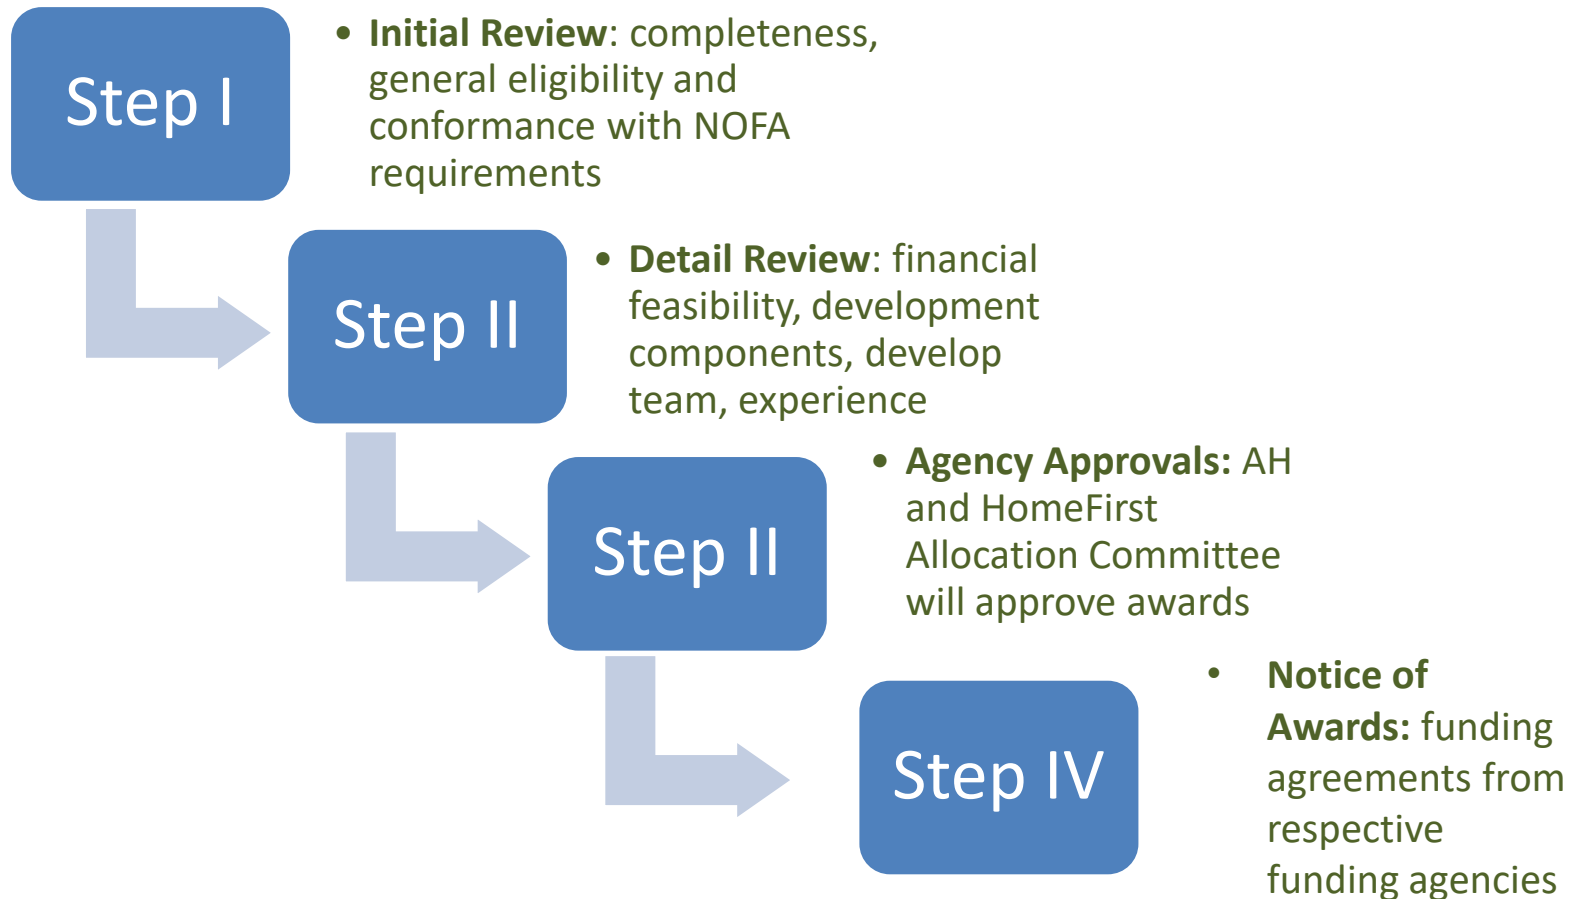 Step I
• Initial Review: completeness,
general eligibility and
conformance with NOFA
requirements
Step II
• Detail Review: financial
feasibility, development
components, develop
team, experience
Step II
• Agency Approvals: AH
and HomeFirst
Allocation Committee
will approve awards
Step IV
• Notice of
Awards: funding
agreements from
respective
funding agencies